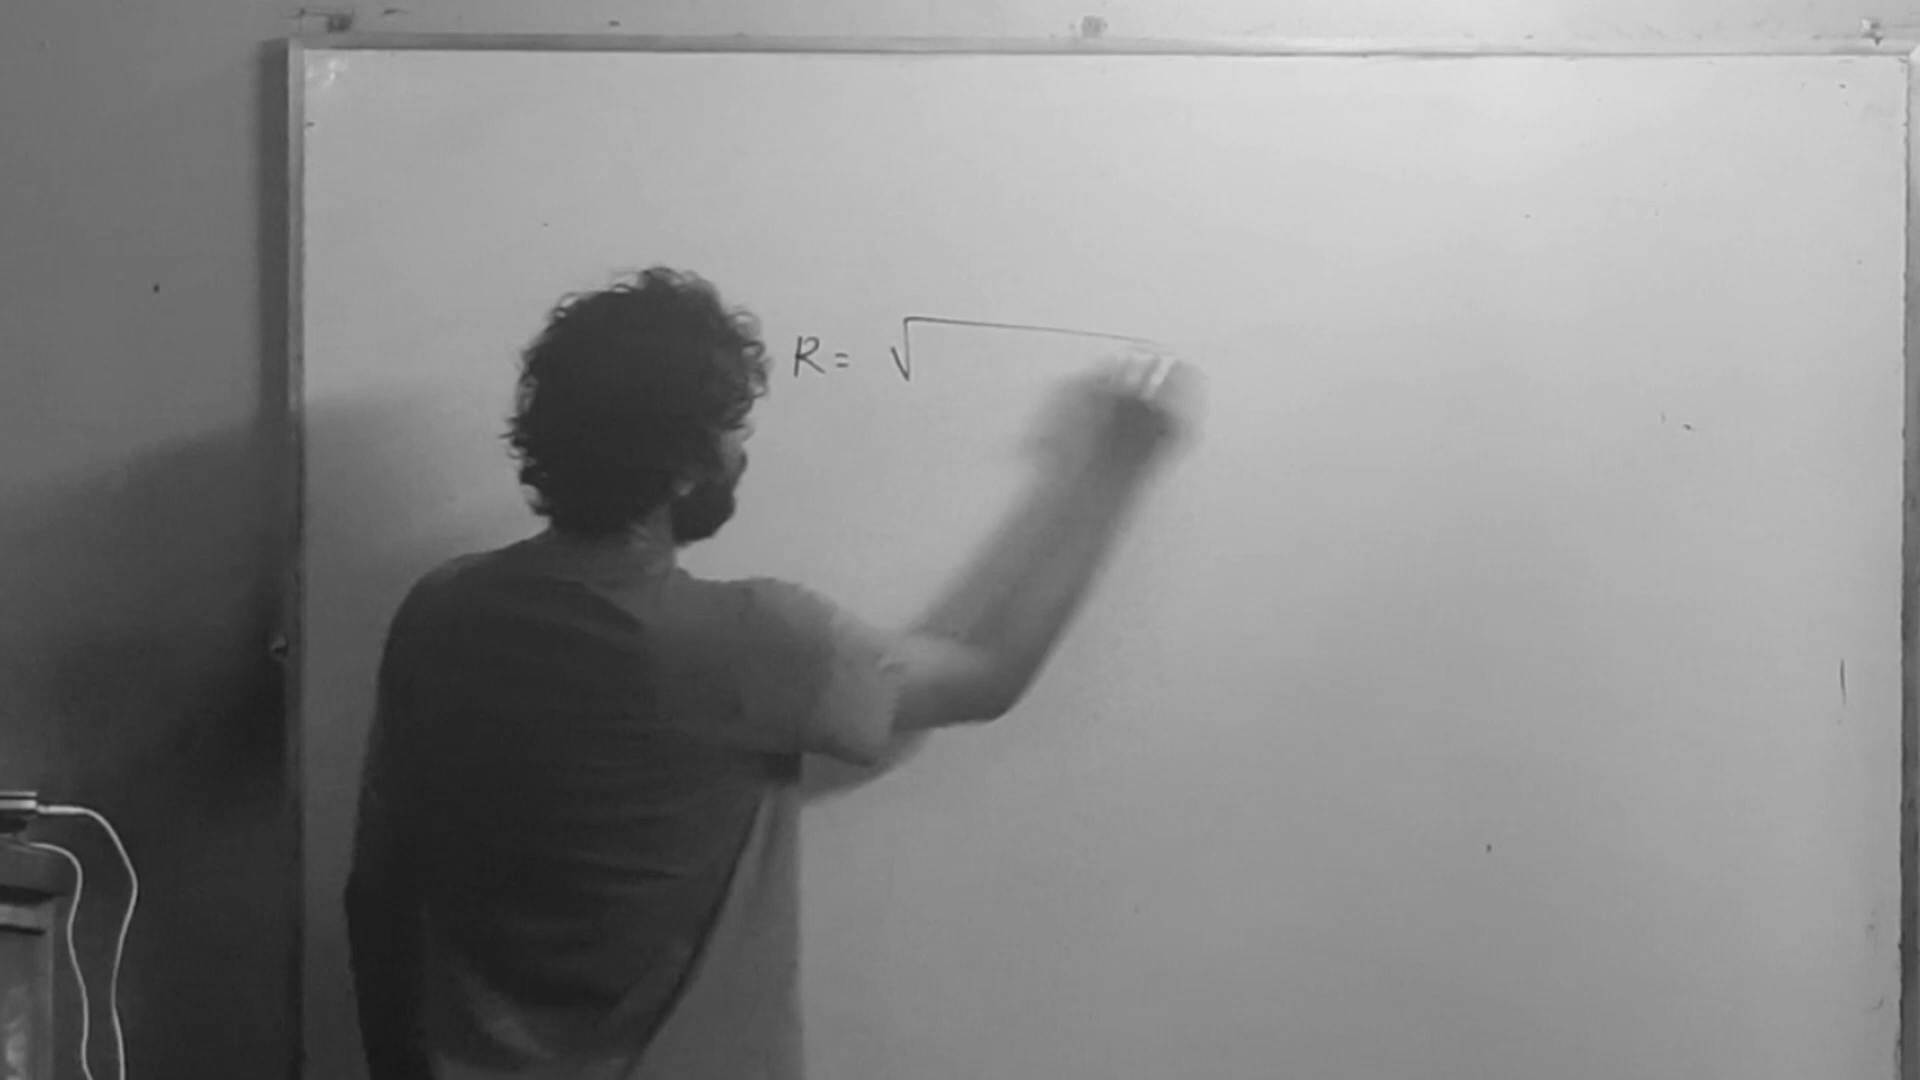 R = √